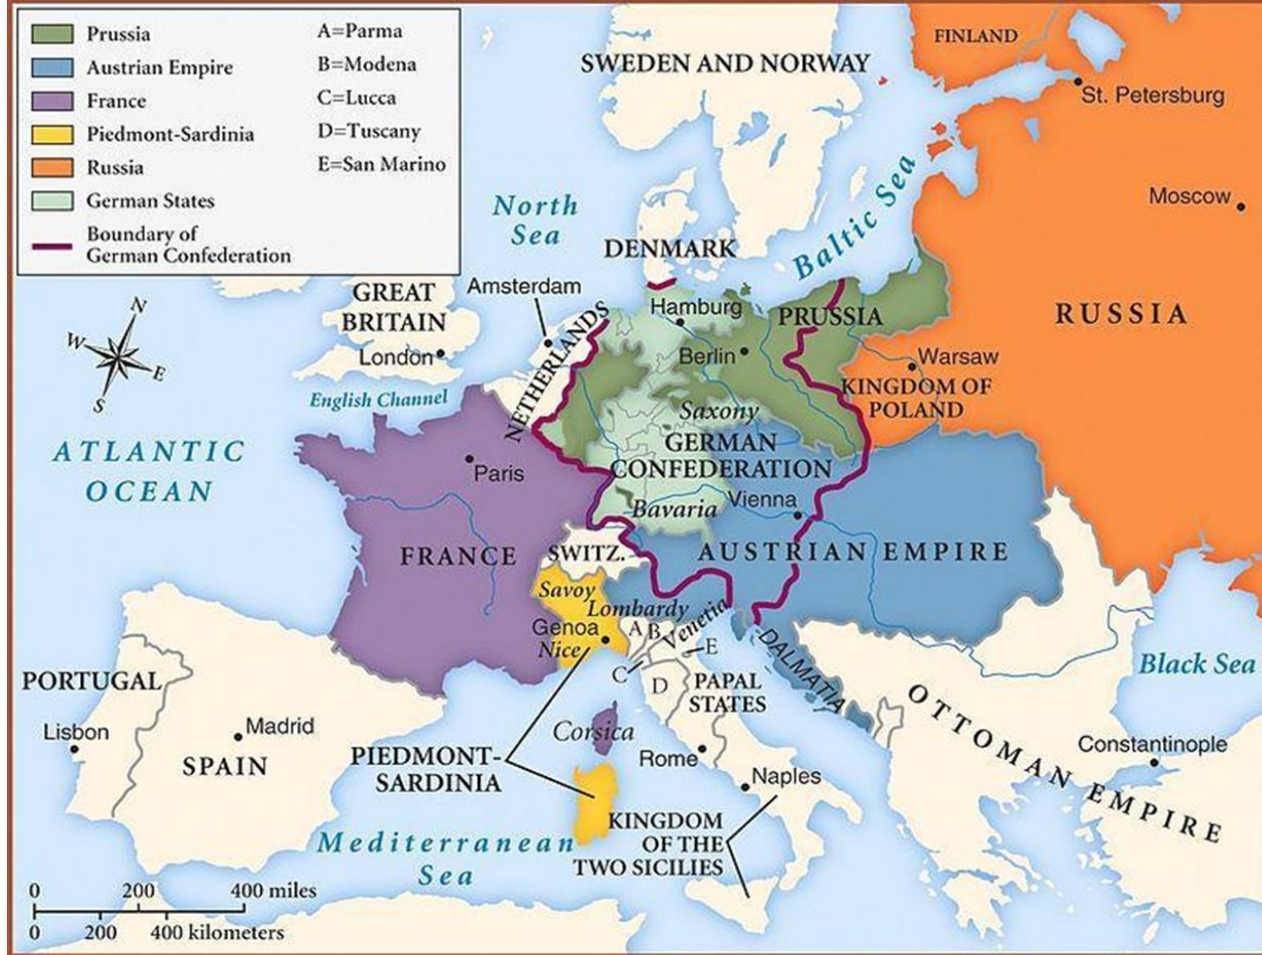 Prussia
Austrian Empire
France
Piedmont-Sardinia
Russia
German States
Boundary of
German Confederation
A=Parma
B=Modena
C=Lucca
D=Tuscany
E=San Marino
FINLAND
SWEDEN AND NORWAY
St. Petersburg
Moscow
North
Sea
Baltic Sea
DENMARK
Amsterdam
GREAT
BRITAIN
London
N
W
E
S
Hamburg
PRUSSIA
RUSSIA
NETHERLANDS
Berlin
Warsaw
KINGDOM OF
POLAND
English Channel
Saxony
GERMAN
CONFEDERATION
ATLANTIC
OCEAN
Paris
Bavaria
Vienna
FRANCE
SWITZ.
AUSTRIAN EMPIRE
Savoy
Lombardy
Venetia
Genoa
Nice
A
B
C
D
E
DALMATIA
PAPAL
STATES
Black Sea
PORTUGAL
Lisbon
Madrid
SPAIN
Corsica
PIEDMONT-
SARDINIA
Rome
Naples
OTTOMAN EMPIRE
Constantinople
KINGDOM
OF THE
TWO SICILIES
Mediterranean
Sea
0 200 400 miles
0 200 400 kilometers